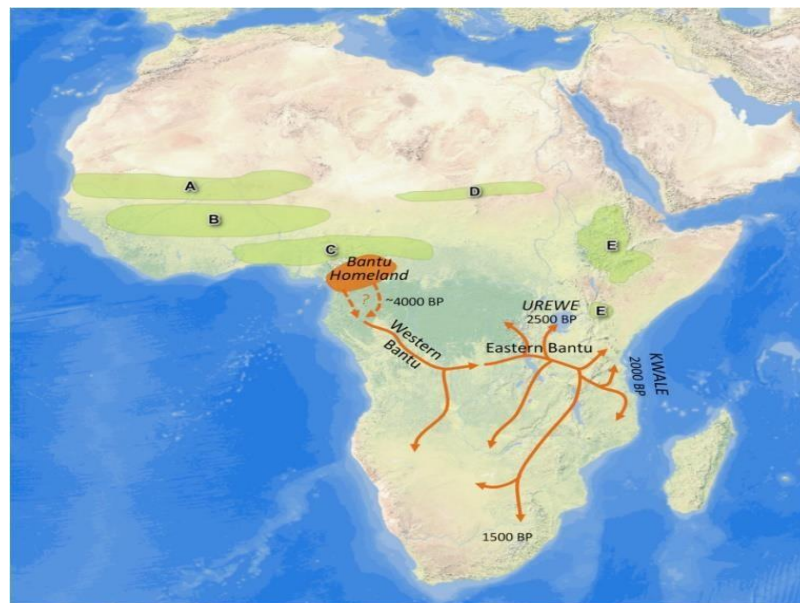 A
D
B
E
C
Bantu
Homeland
?
~4000 BP
UREWE
2500 BP
E
Western
Bantu
Eastern Bantu
KWALE
2000 BP
1500 BP